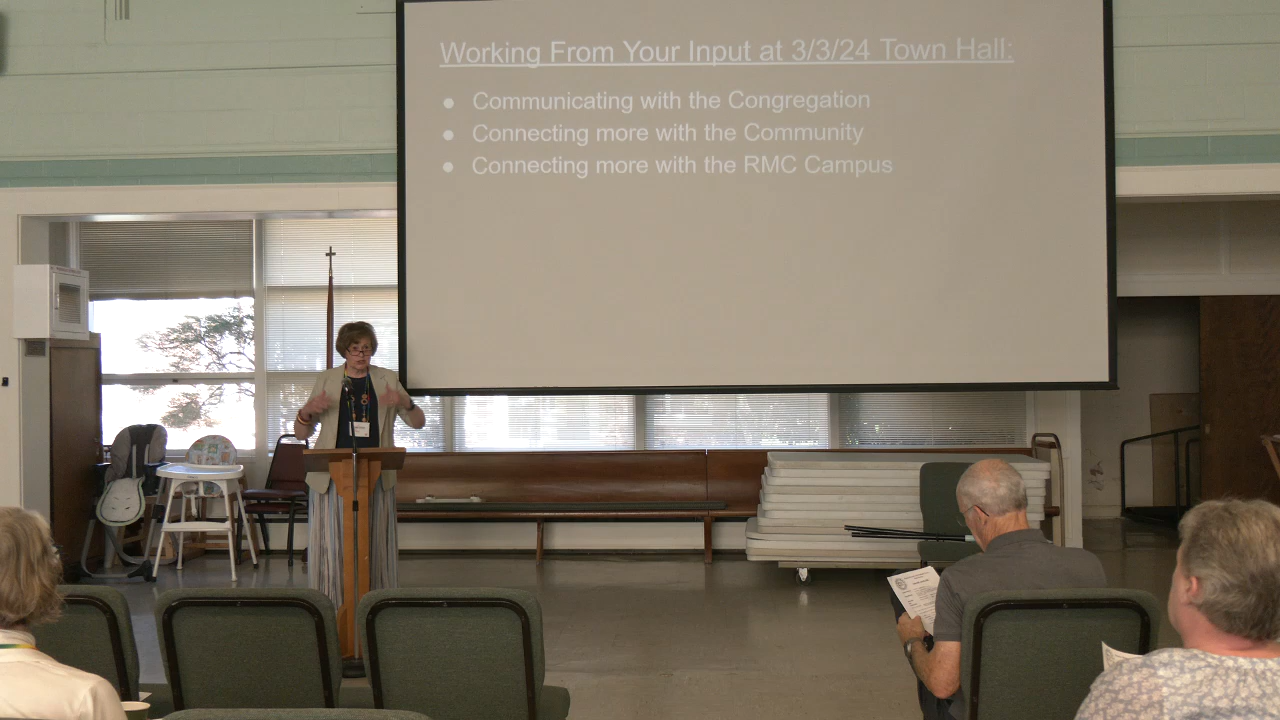 Working From Your Input at 3/3/24 Town Hall:
● Communicating with the Congregation
● Connecting more with the Community
● Connecting more with the RMC Campus